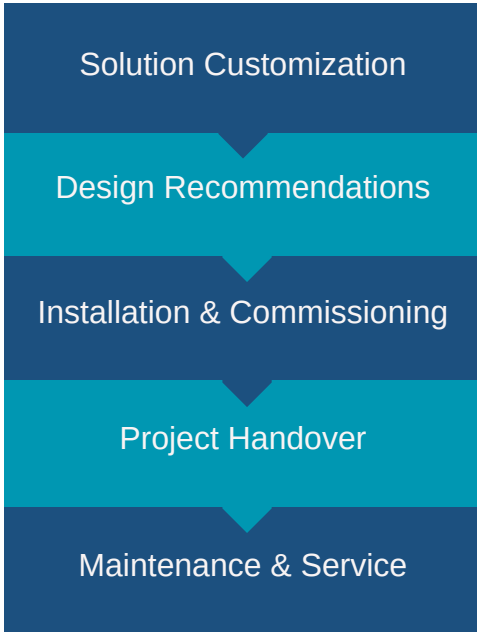 Solution Customization
Design Recommendations
Installation & Commissioning
Project Handover
Maintenance & Service